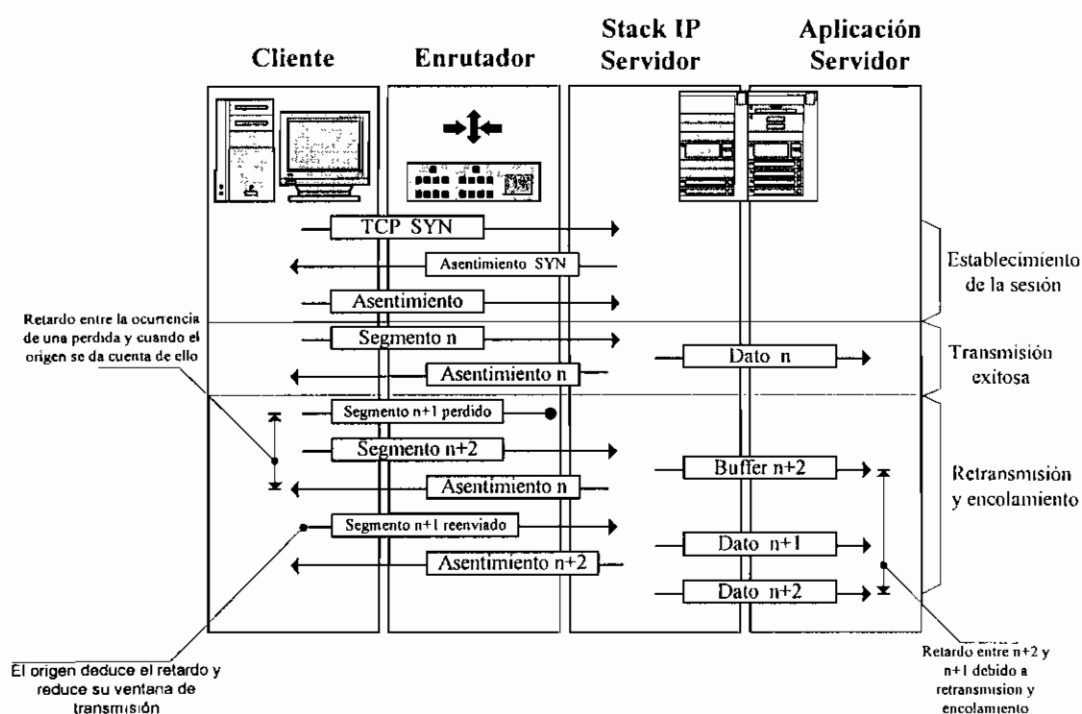 Stack IP
Servidor
Aplicación
Servidor
Cliente
Enrutador
TCP SYN
Asentimiento SYN
Asentimiento
Establecimiento
de la sesión
Retardo entre la ocurrencia
de una perdida y cuando el
origen se da cuenta de ello
Segmento n
Dato n
Asentimiento n
Transmisión
exitosa
Segmento n+1 perdido
Segmento n+2
Buffer n+2
Asentimiento n
Retransmisión
y encolamiento
Segmento n+1 reenviado
Dato n+1
Asentimiento n+2
Dato n+2
El origen deduce el retardo y
reduce su ventana de
transmisión
Retardo entre n+2 y
n+1 debido a
retransmision y
encolamiento